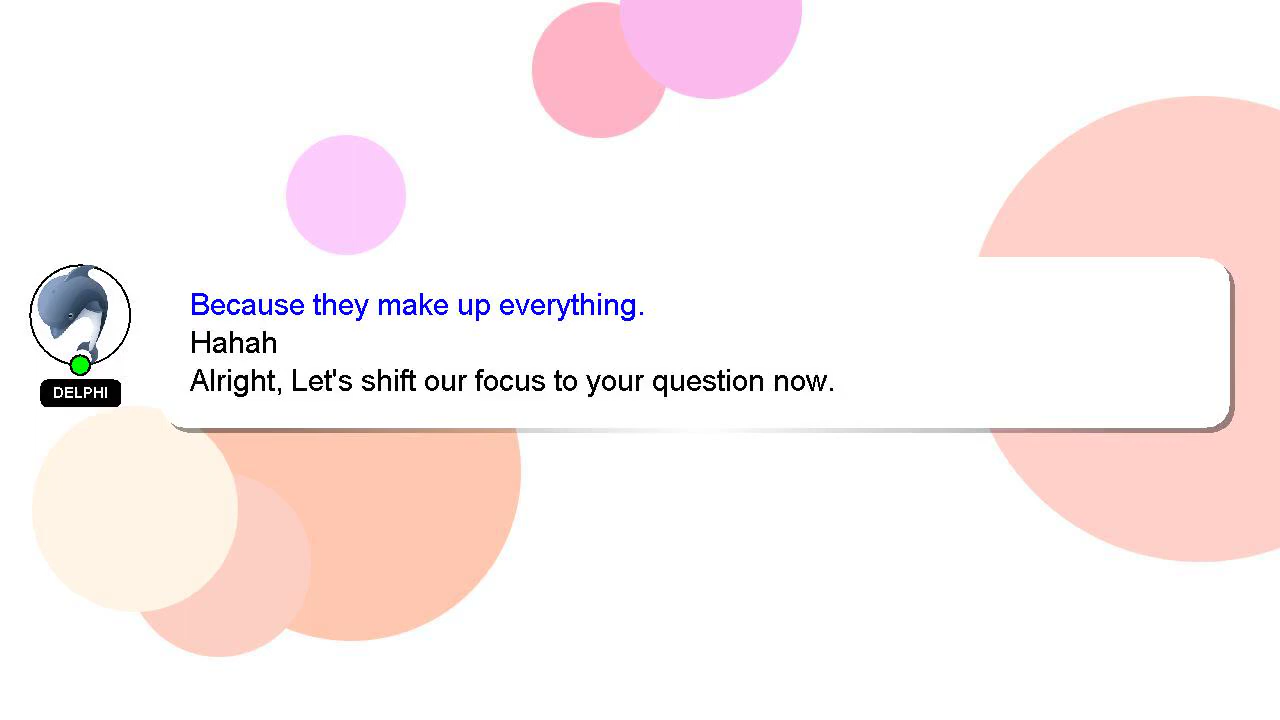 Because they make up everything.
Hahah
Alright, Let's shift our focus to your question now.
DELPHI